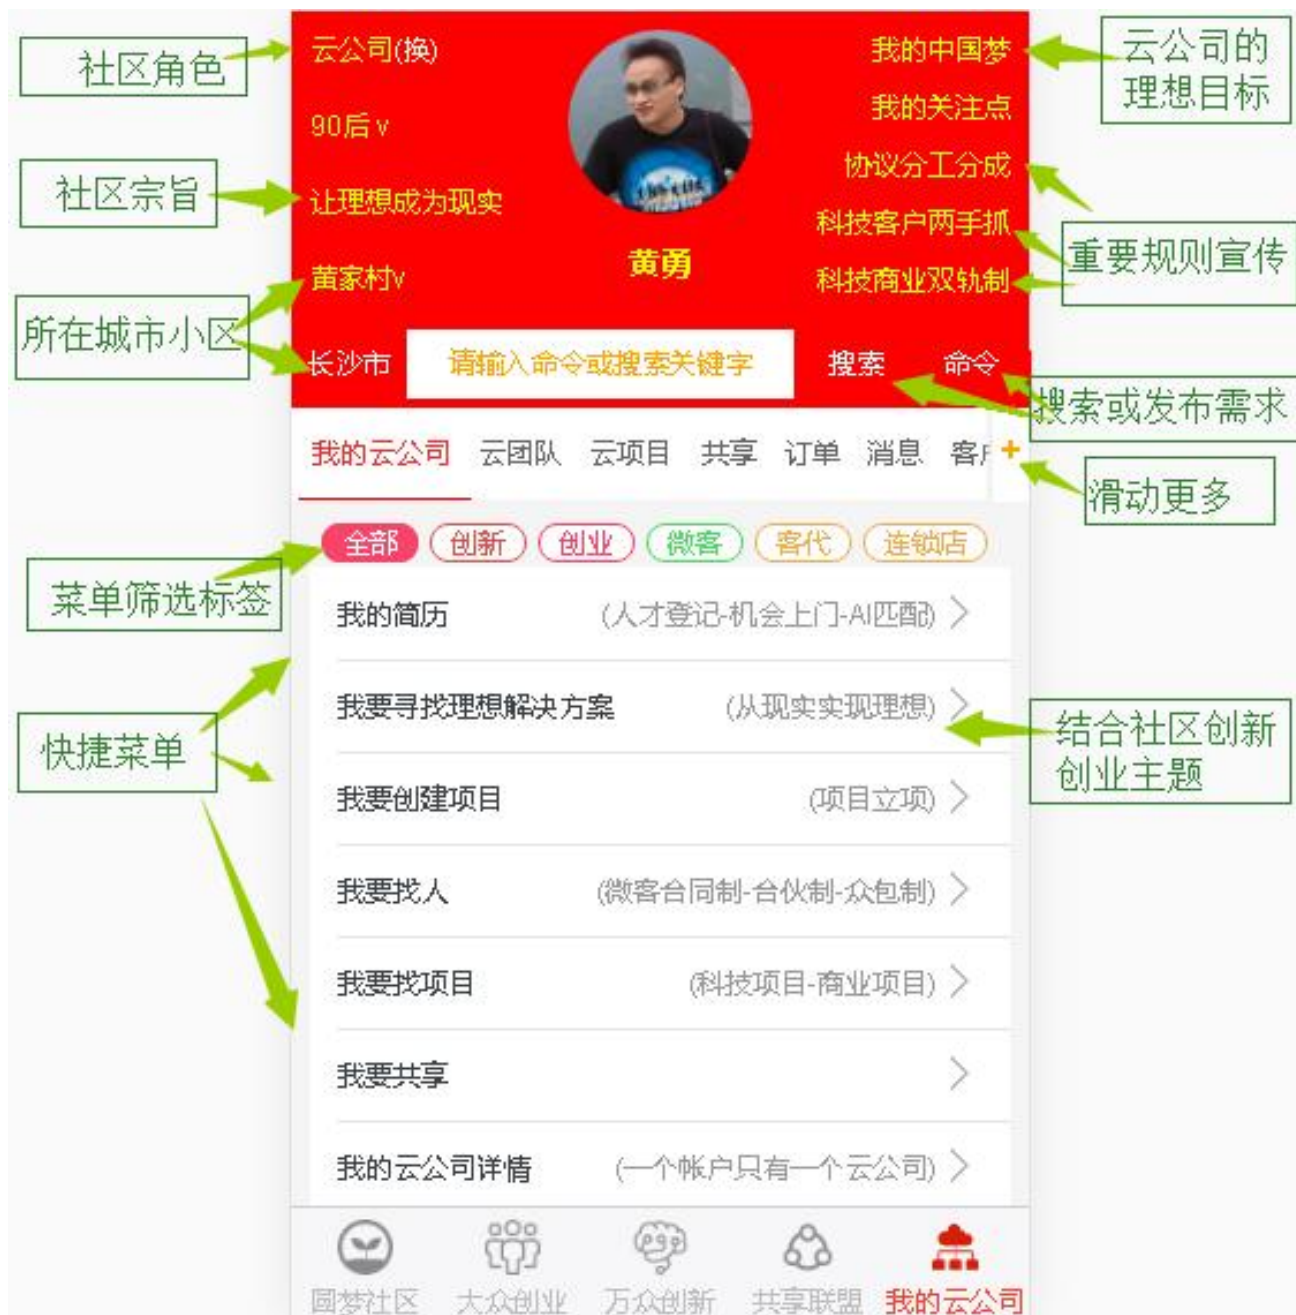 社区角色
云公司(换)
我的中国梦
云公司的
理想目标
90后 v
我的关注点
社区宗旨
让理想成为现实
协议分工分成
科技客户两手抓
重要规则宣传
苗家村v
黄勇
科技商业双轨制
所在城市小区
长沙市
请输入命令或搜索关键字
搜索
命令
搜索或发布需求
我的云公司 云团队 云项目 共享 订单 消息 客户 +
滑动更多
全部 创新 创业 微客 客代 连锁店
菜单筛选标签
我的简历 (人才登记-机会上门-AI匹配)
我要寻找理想解决方案 (从现实实现理想)
快捷菜单
结合社区创新
创业主题
我要创建项目 (项目立项)
我要找人 (微客合同制-合伙制-众包制)
我要找项目 (科技项目-商业项目)
我要共享
我的云公司详情 (一个帐户只有一个云公司)
圆梦社区 大众创业 万众创新 共享联盟 我的云公司